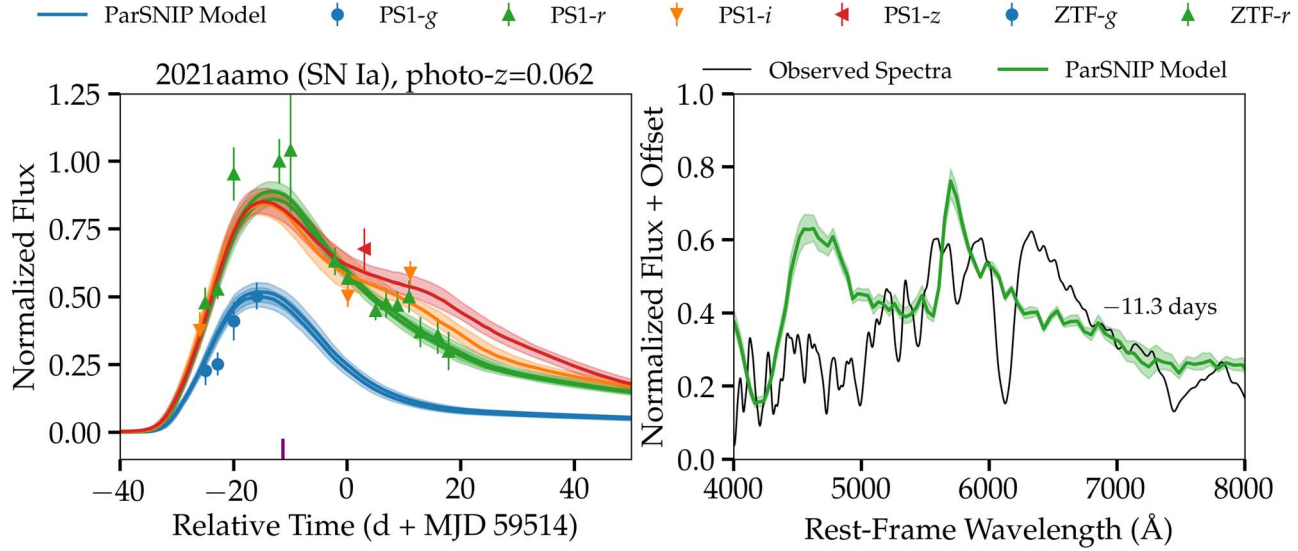 ParSNIP Model PS1-g PS1-r PS1-i PS1-z ZTF-g ZTF-r
2021aamo (SN Ia), photo-z=0.062
Observed Spectra ParSNIP Model
1.25
1.00
0.75
0.50
0.25
0.00
Normalized Flux
−40 −20 0 20 40
Relative Time (d + MJD 59514)
1.0
0.8
0.6
0.4
0.2
0.0
Normalized Flux + Offset
−11.3 days
4000 5000 6000 7000 8000
Rest-Frame Wavelength (Å)